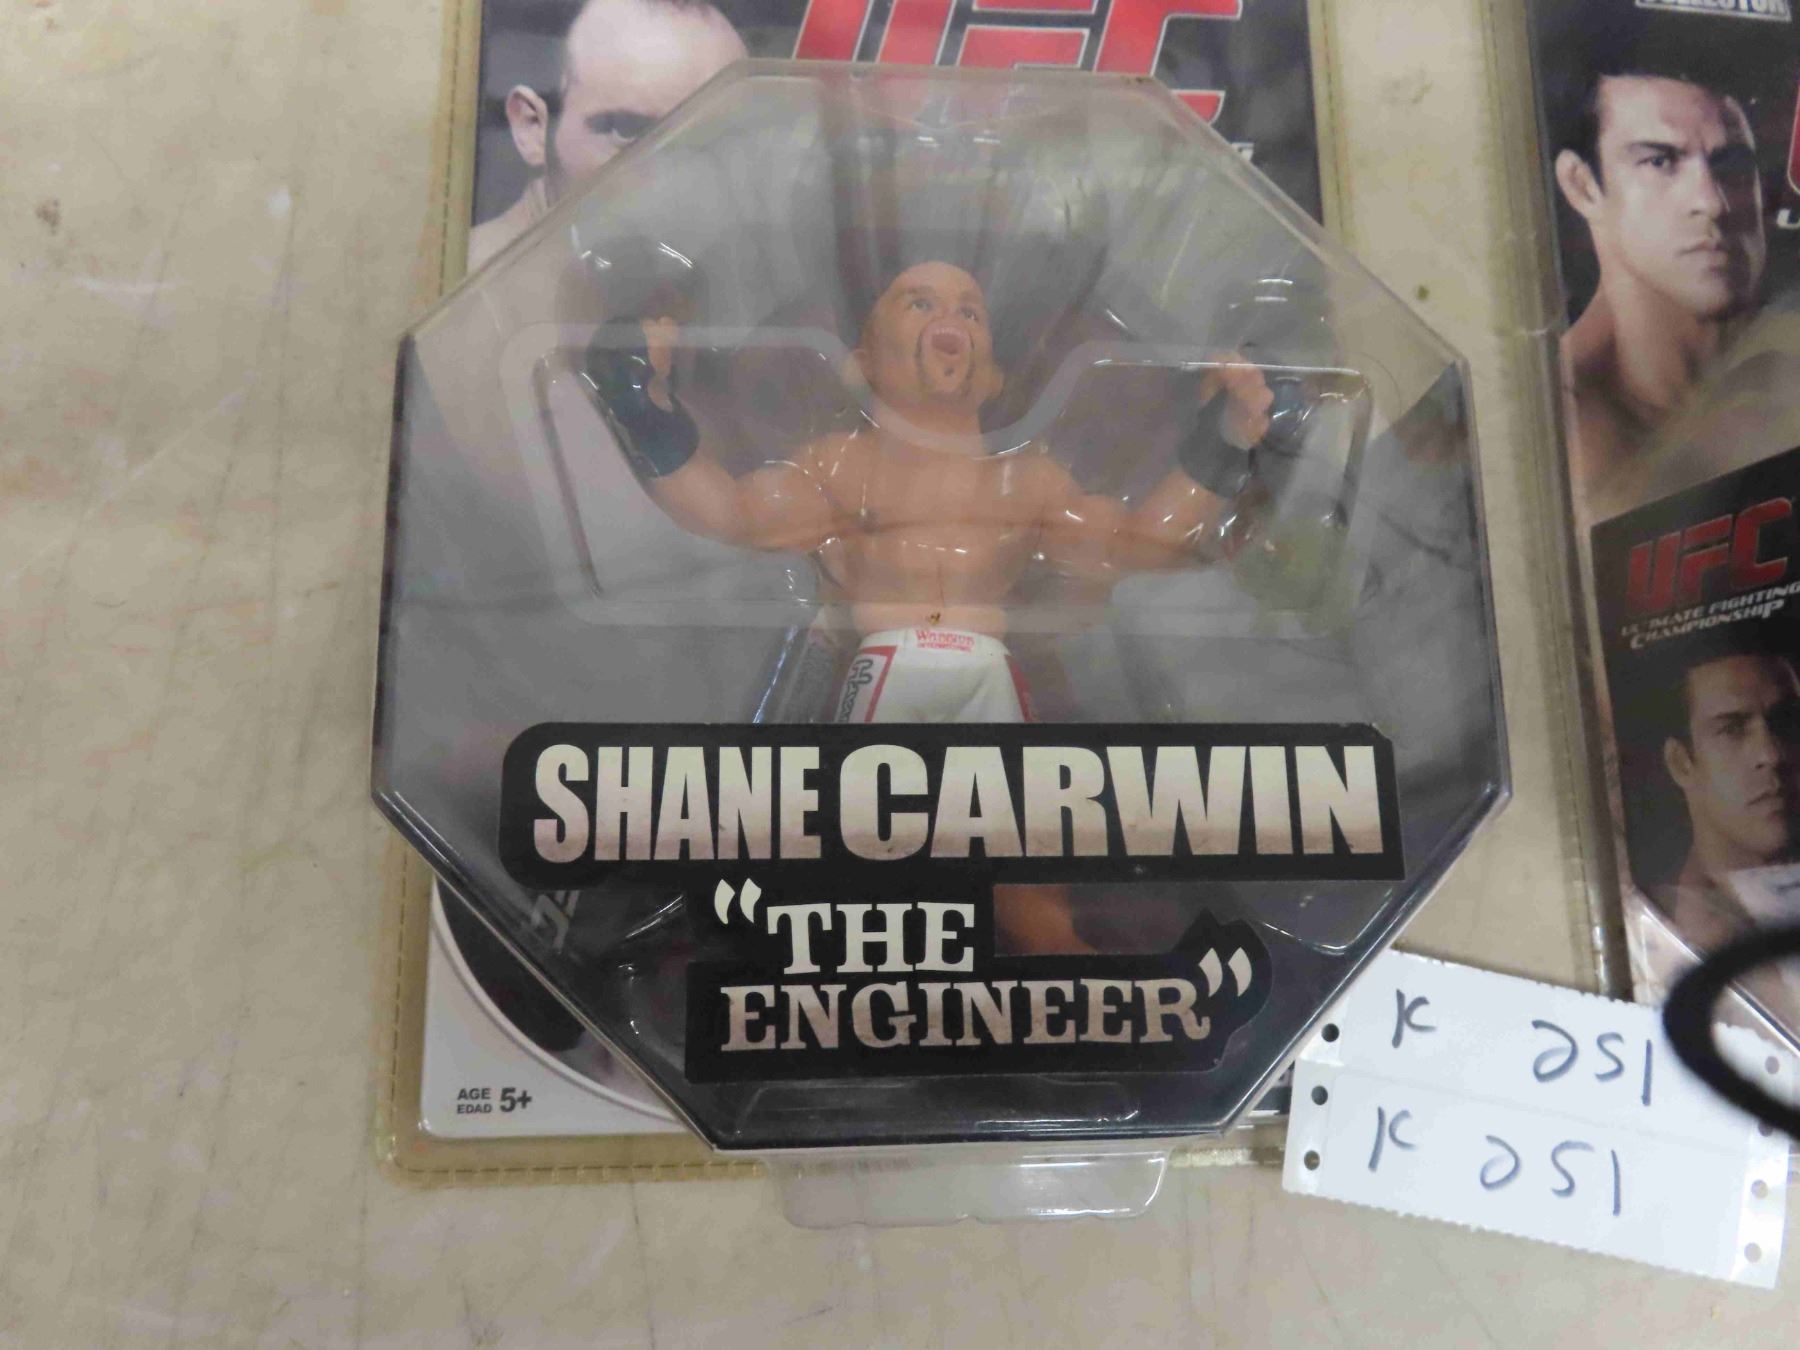 UFC
SHANE CARWIN
“THE
ENGINEER”
AGE
EDAD 5+
UFC
ULTIMATE FIGHTING
CHAMPIONSHIP
K 251
K 251